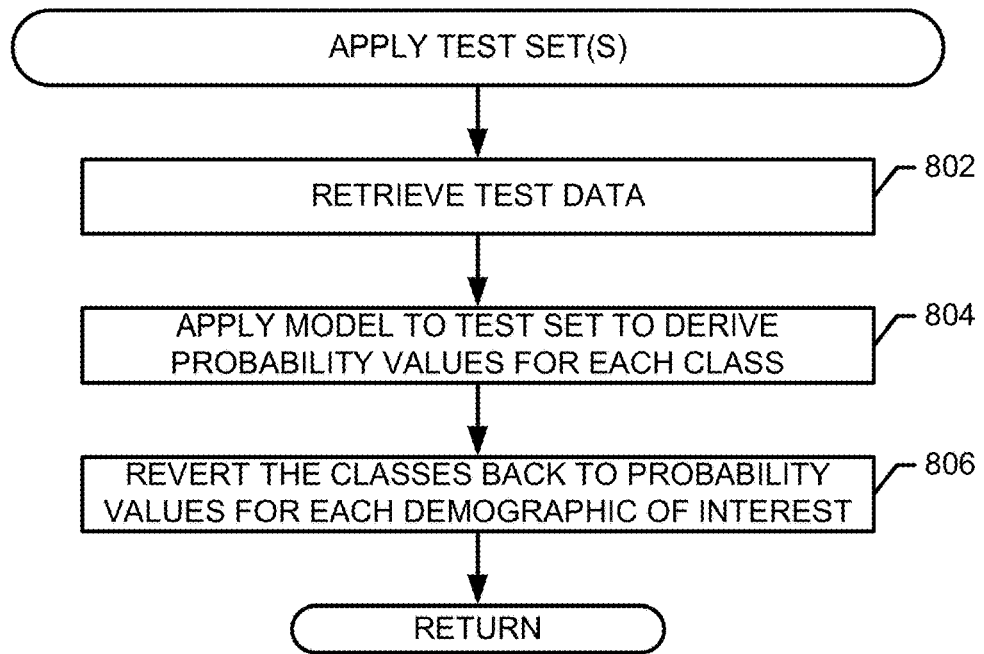 APPLY TEST SET(S)
802
RETRIEVE TEST DATA
804
APPLY MODEL TO TEST SET TO DERIVE
PROBABILITY VALUES FOR EACH CLASS
806
REVERT THE CLASSES BACK TO PROBABILITY
VALUES FOR EACH DEMOGRAPHIC OF INTEREST
RETURN